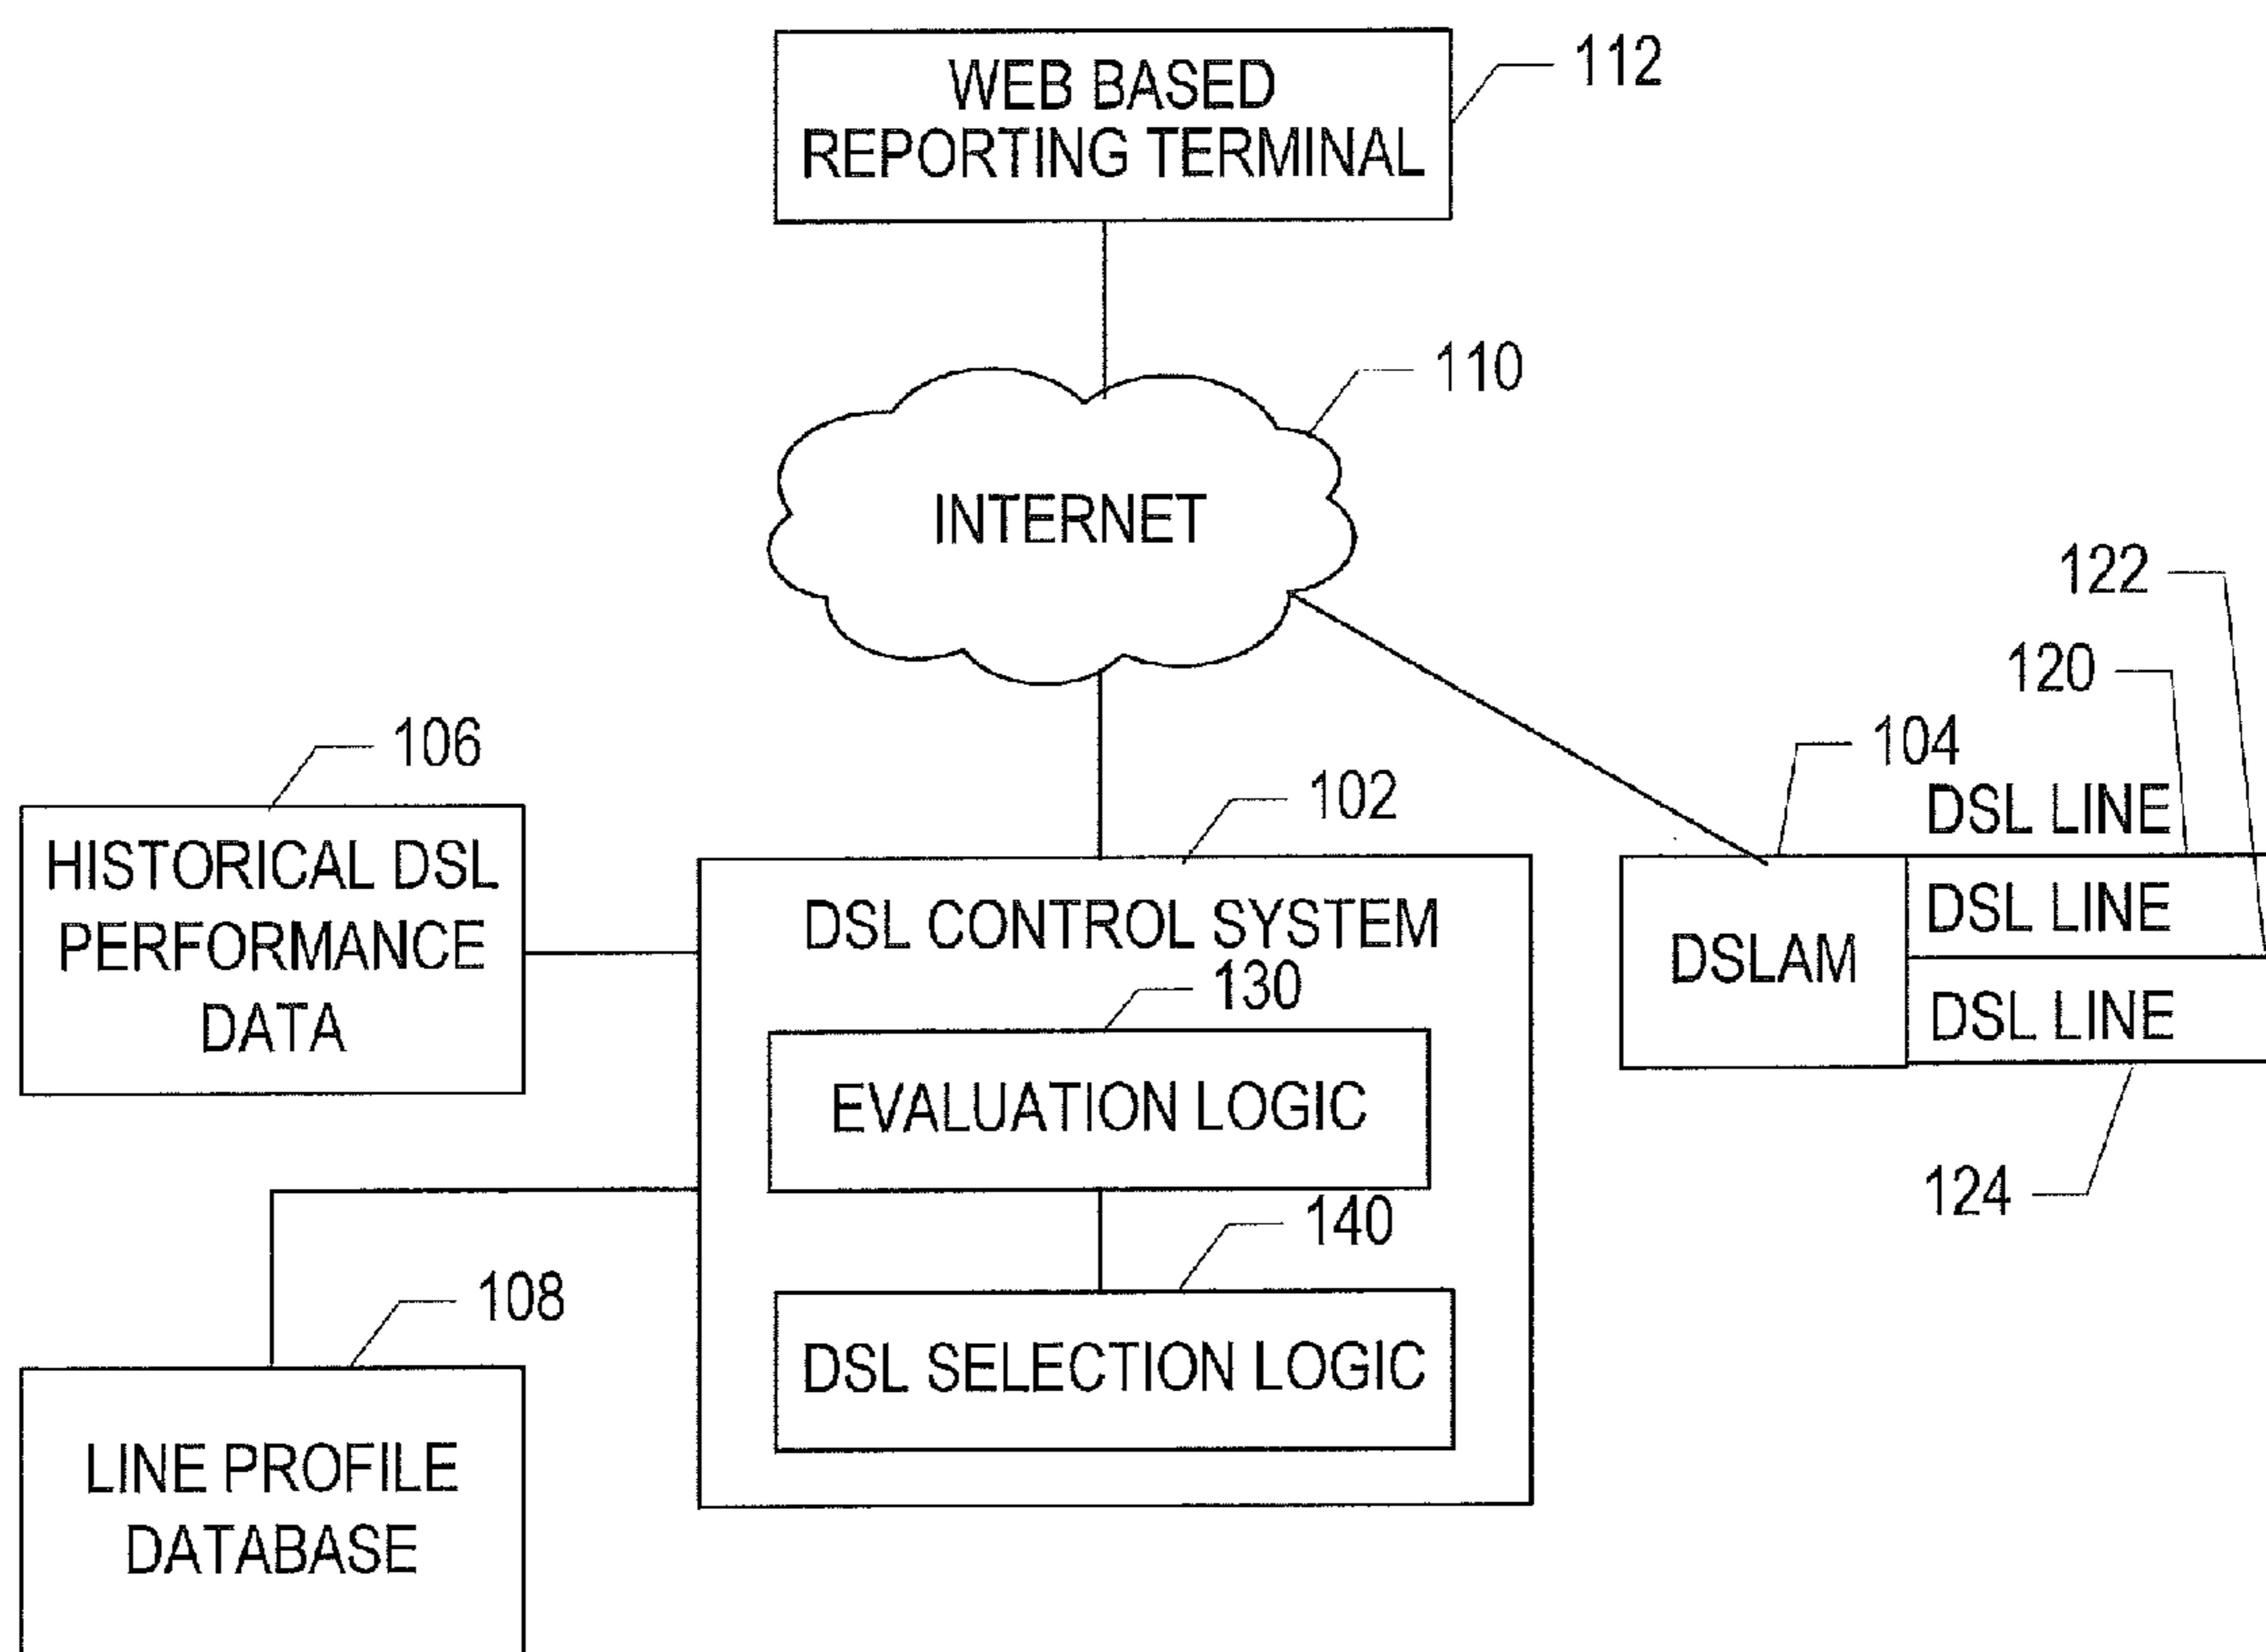 WEB BASED
REPORTING TERMINAL
112
110
INTERNET
122
120
106
104
102
DSL LINE
HISTORICAL DSL
PERFORMANCE
DATA
DSL CONTROL SYSTEM
130
DSLAM
DSL LINE
DSL LINE
EVALUATION LOGIC
124
140
108
DSL SELECTION LOGIC
LINE PROFILE
DATABASE